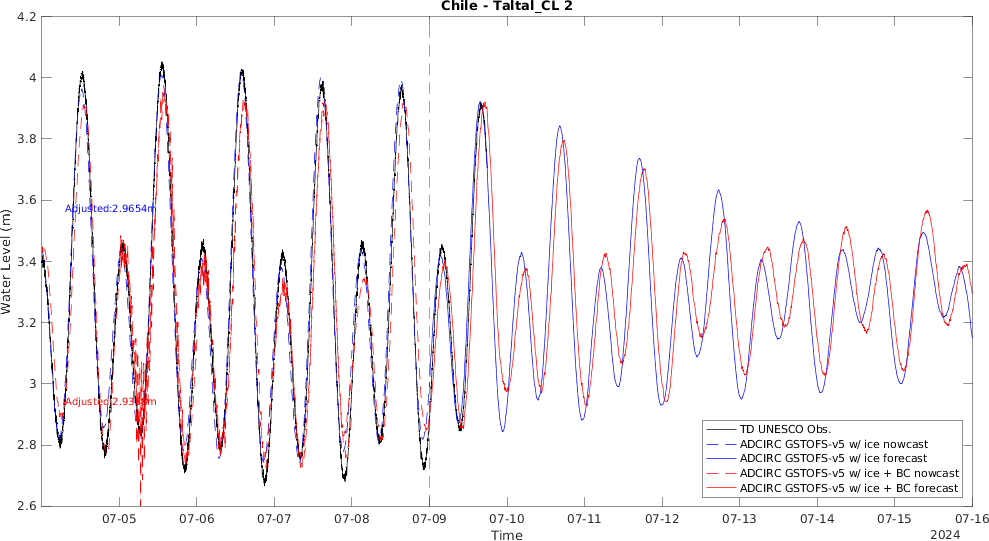 Chile - Taltal_CL 2
4.2
4
3.8
3.6
3.4
3.2
3
2.8
2.6
Water Level (m)
Adjusted:2.9654m
07-05
07-06
07-07
07-08
07-09
07-10
07-11
07-12
07-13
07-14
07-15
07-16
Time
2024
TD UNESCO Obs.
ADCIRC GSTOFS-v5 w/ ice nowcast
ADCIRC GSTOFS-v5 w/ ice forecast
ADCIRC GSTOFS-v5 w/ ice + BC nowcast
ADCIRC GSTOFS-v5 w/ ice + BC forecast